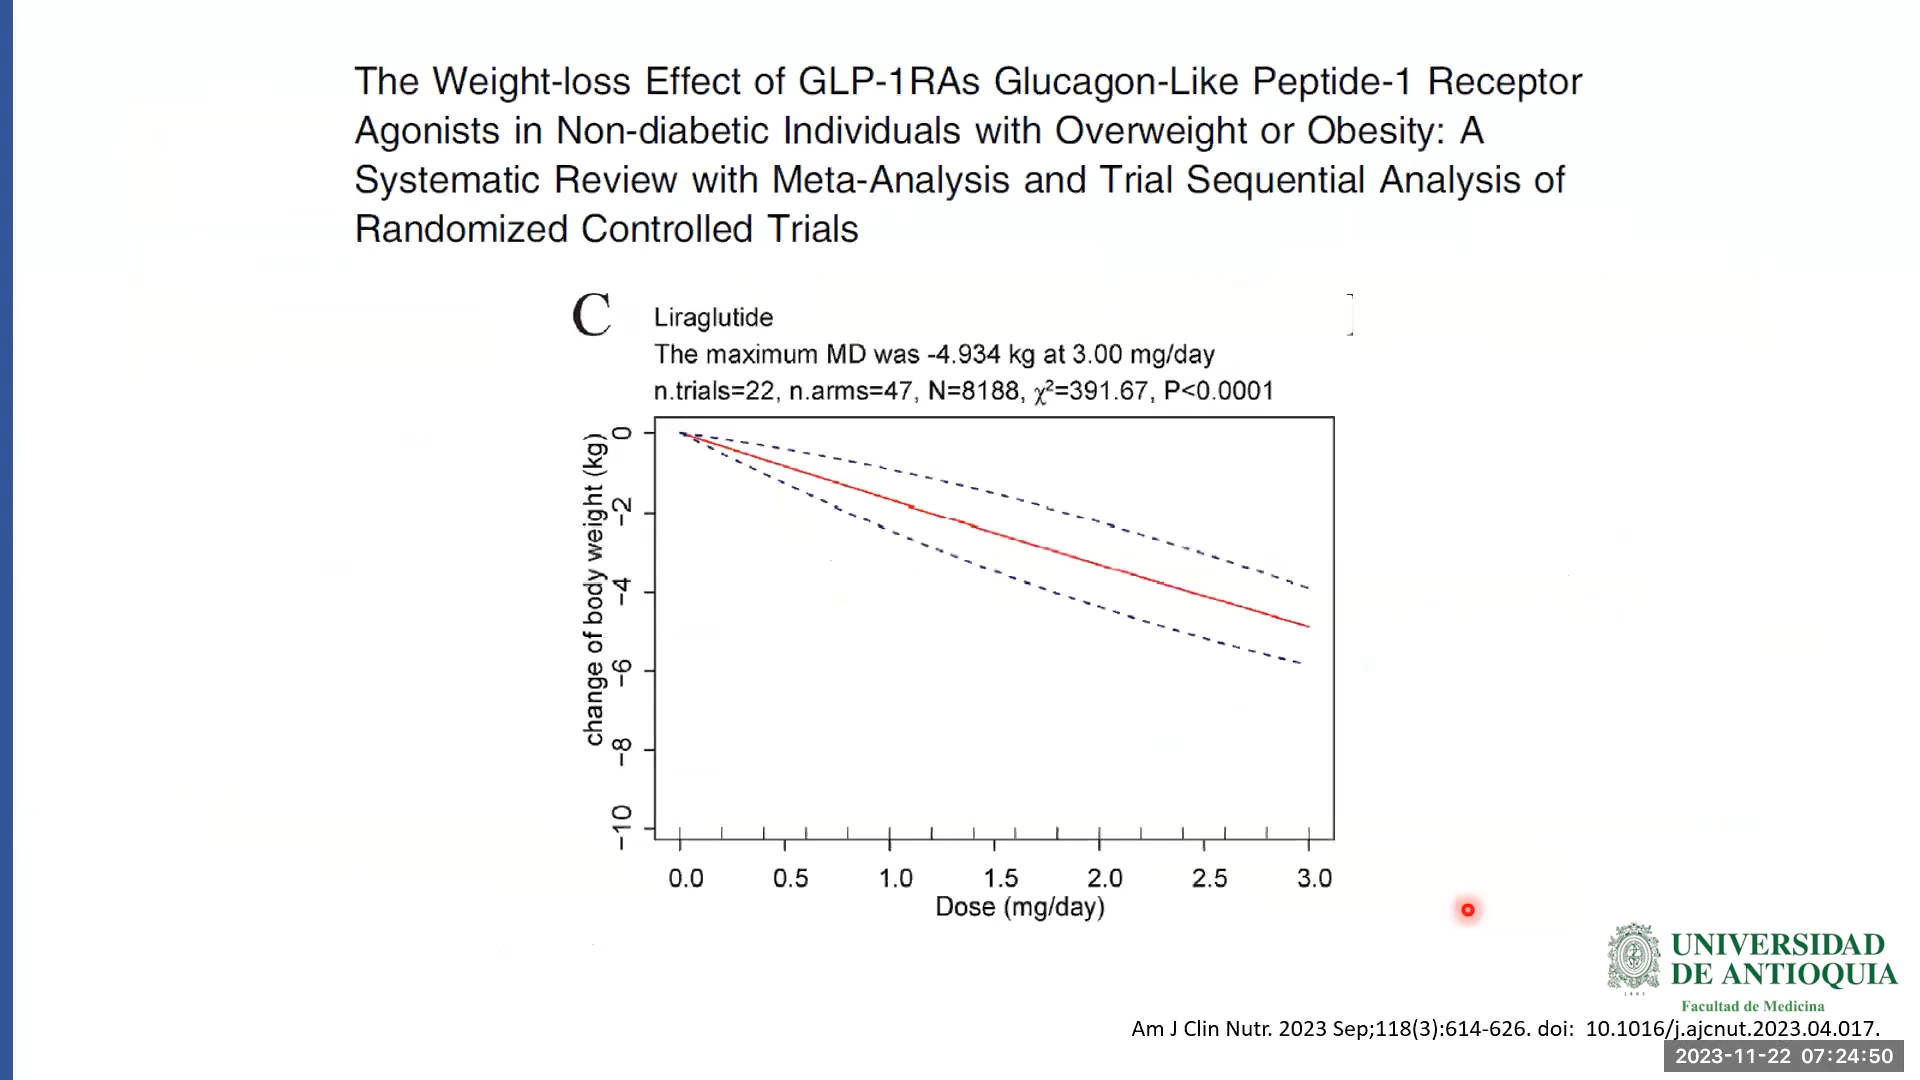 The Weight-loss Effect of GLP-1RAs Glucagon-Like Peptide-1 Receptor
Agonists in Non-diabetic Individuals with Overweight or Obesity: A
Systematic Review with Meta-Analysis and Trial Sequential Analysis of
Randomized Controlled Trials
C
Liraglutide
The maximum MD was -4.934 kg at 3.00 mg/day
n.trials=22, n.arms=47, N=8188, χ²=391.67, P<0.0001
change of body weight (kg)
0
−2
−4
−6
−8
−10
0.0 0.5 1.0 1.5 2.0 2.5 3.0
Dose (mg/day)
UNIVERSIDAD
DE ANTIOQUIA
1803
Facultad de Medicina
Am J Clin Nutr. 2023 Sep;118(3):614-626. doi: 10.1016/j.ajcnut.2023.04.017.
2023-11-22 07:24:50